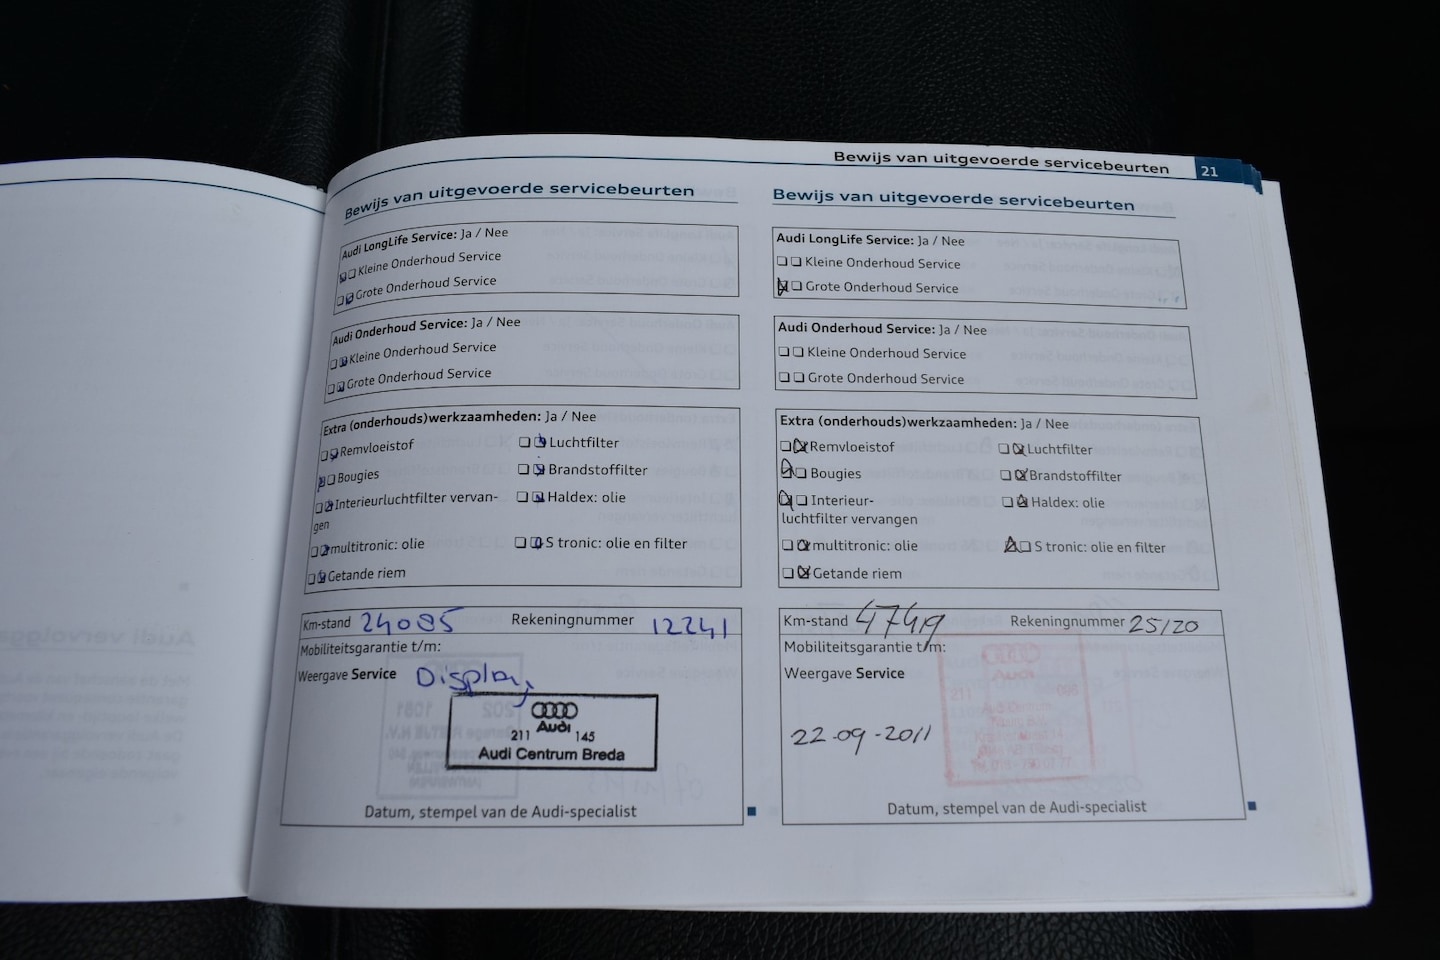 Bewijs van uitgevoerde servicebeurten 21
Bewijs van uitgevoerde servicebeurten
Audi LongLife Service: Ja / Nee
Kleine Onderhoud Service
Grote Onderhoud Service
Audi Onderhoud Service: Ja / Nee
Kleine Onderhoud Service
Grote Onderhoud Service
Extra (onderhouds)werkzaamheden: Ja / Nee
Remvloeistof Luchtfilter
Bougies Brandstoffilter
Interieurluchtfilter vervan- Haldex: olie
gen
multitronic: olie S tronic: olie en filter
Getande riem
Km-stand 24085 Rekeningnummer 12241
Mobiliteitsgarantie t/m:
Weergave Service Display
Audi
211 145
Audi Centrum Breda
Datum, stempel van de Audi-specialist
Bewijs van uitgevoerde servicebeurten
Audi LongLife Service: Ja / Nee
Kleine Onderhoud Service
Grote Onderhoud Service
Audi Onderhoud Service: Ja / Nee
Kleine Onderhoud Service
Grote Onderhoud Service
Extra (onderhouds)werkzaamheden: Ja / Nee
Remvloeistof Luchtfilter
Bougies Brandstoffilter
Interieur- Haldex: olie
luchtfilter vervangen
multitronic: olie S tronic: olie en filter
Getande riem
Km-stand 47419 Rekeningnummer 25120
Mobiliteitsgarantie t/m:
Weergave Service
Audi
211
22-09-2011
Datum, stempel van de Audi-specialist